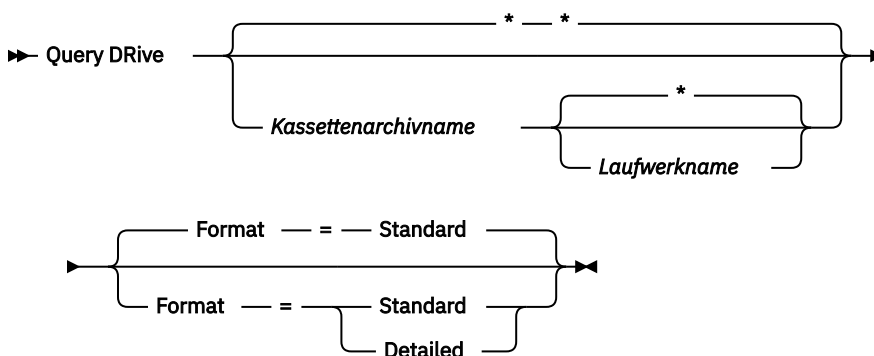 * *
Query DRive
*
Kassettenarchivname
Laufwerkname
Format = Standard
Format = Standard
Detailed